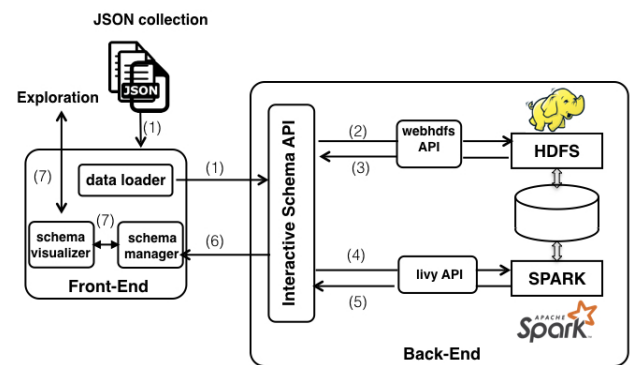 JSON collection
JSON
Exploration
(1)
(7)
data loader
(1)
(7)
schema
visualizer
schema
manager
(6)
Front-End
Interactive Schema API
(2)
(3)
webhdfs
API
HDFS
(4)
(5)
livy API
SPARK
APACHE
Spark
Back-End